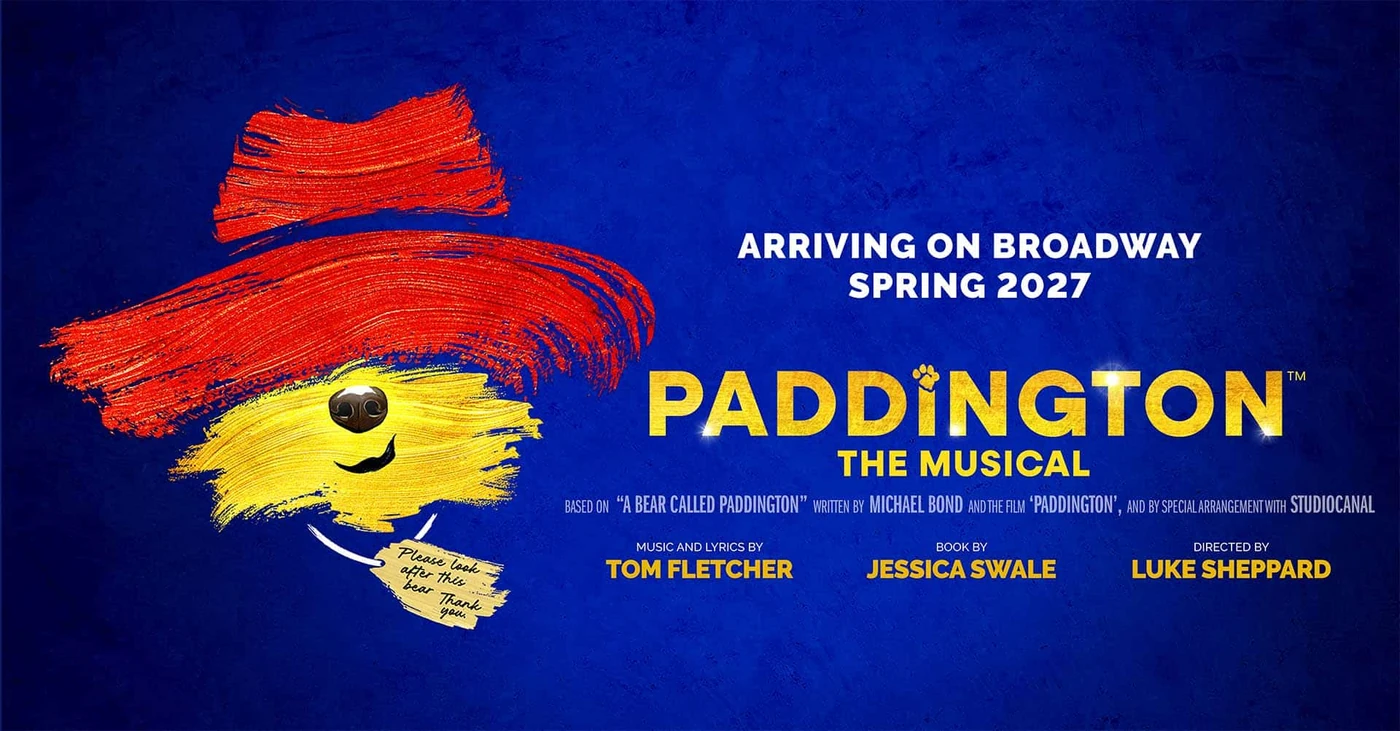 ARRIVING ON BROADWAY
SPRING 2027
PADDINGTON™
THE MUSICAL
BASED ON "A BEAR CALLED PADDINGTON" WRITTEN BY MICHAEL BOND AND THE FILM 'PADDINGTON', AND BY SPECIAL ARRANGEMENT WITH STUDIOCANAL
MUSIC AND LYRICS BY
TOM FLETCHER
BOOK BY
JESSICA SWALE
DIRECTED BY
LUKE SHEPPARD
Please look
after this
bear Thank
you.